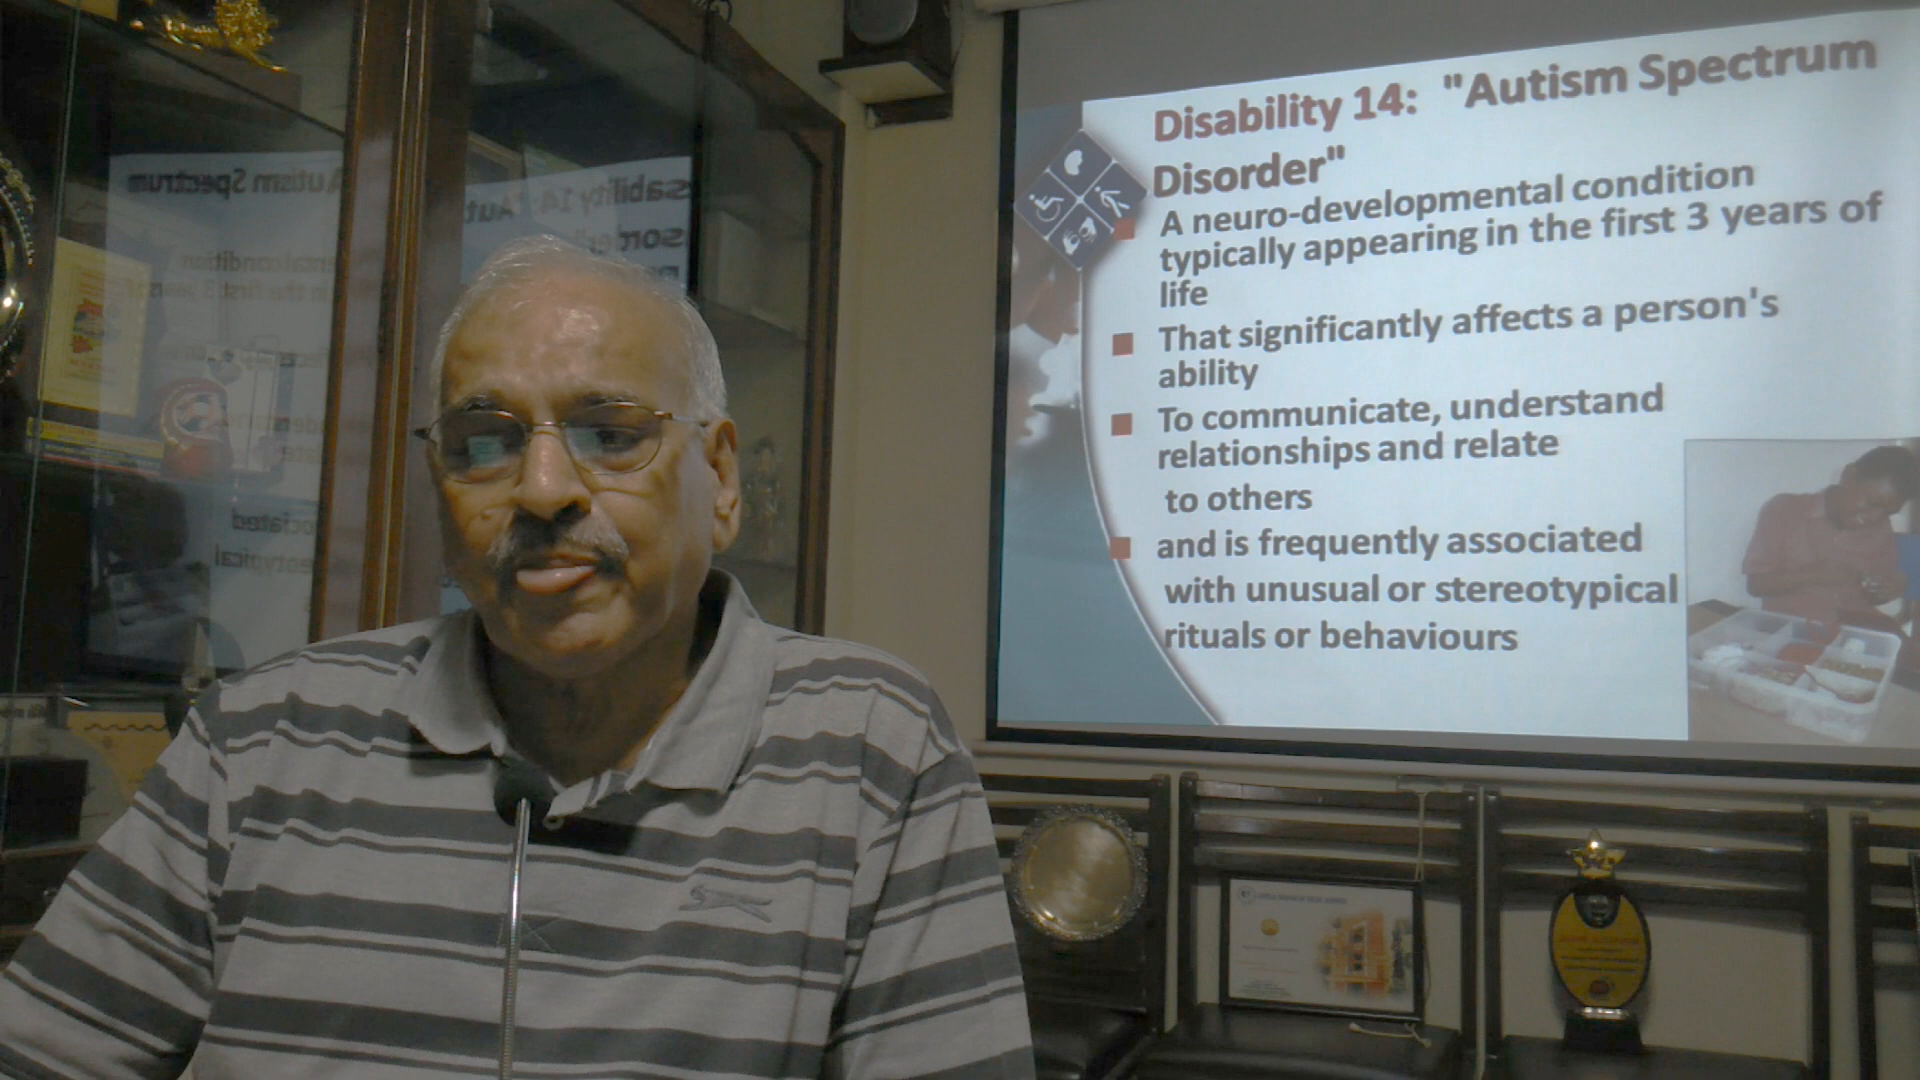 Disability 14: "Autism Spectrum
Disorder"
A neuro-developmental condition
typically appearing in the first 3 years of
life
That significantly affects a person's
ability
To communicate, understand
relationships and relate
to others
and is frequently associated
with unusual or stereotypical
rituals or behaviours